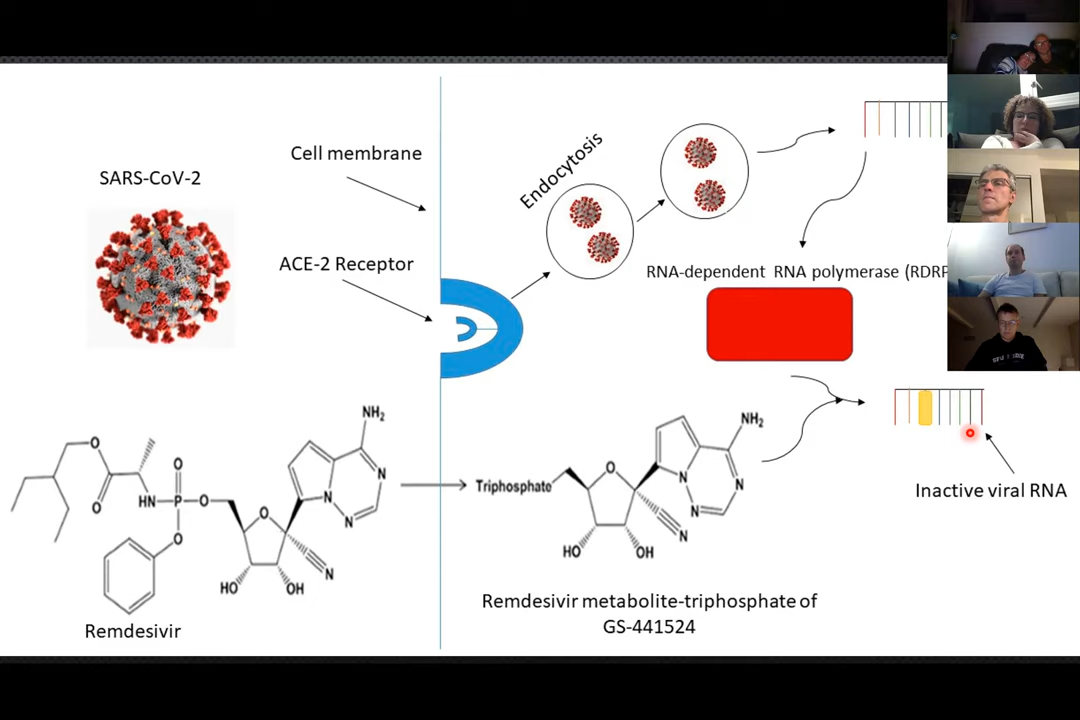 SARS-CoV-2
Cell membrane
ACE-2 Receptor
Endocytosis
RNA-dependent RNA polymerase (RDRP
Inactive viral RNA
O
O
HN
P
O
O
O
O
HO
OH
N
N
N
N
NH2
Remdesivir
Triphosphate
O
HO
OH
N
N
N
N
NH2
Remdesivir metabolite-triphosphate of
GS-441524